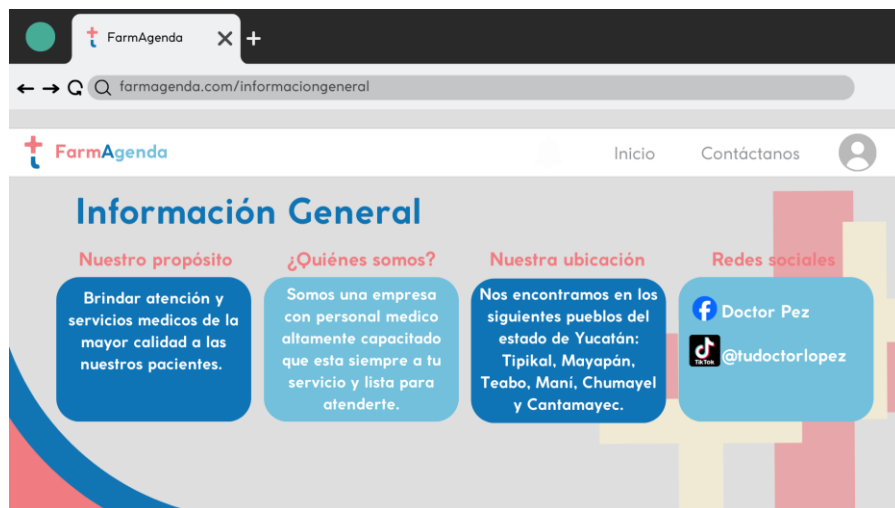 FarmAgenda
farmagenda.com/informaciongeneral
FarmAgenda
Inicio
Contáctanos
Información General
Nuestro propósito
Brindar atención y
servicios medicos de la
mayor calidad a las
nuestros pacientes.
¿Quiénes somos?
Somos una empresa
con personal medico
altamente capacitado
que esta siempre a tu
servicio y lista para
atenderte.
Nuestra ubicación
Nos encontramos en los
siguientes pueblos del
estado de Yucatán:
Tipikal, Mayapán,
Teabo, Maní, Chumayel
y Cantamayec.
Redes sociales
Doctor Pez
TikTok
@tudoctorlopez